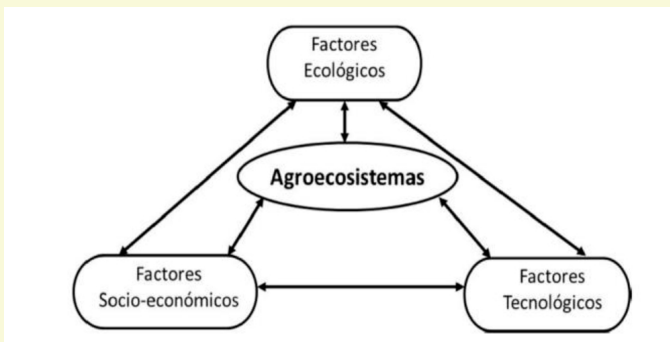 Factores
Ecológicos
Agroecosistemas
Factores
Socio-económicos
Factores
Tecnológicos